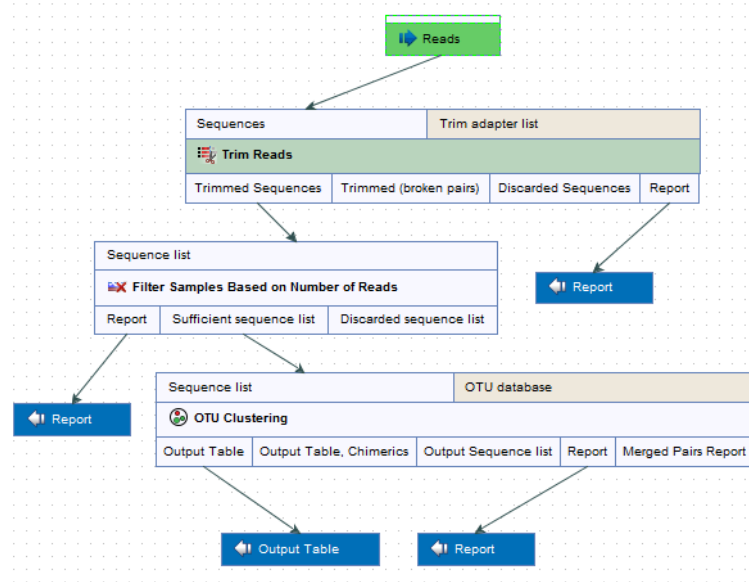 Reads
Sequences Trim adapter list
Trim Reads
Trimmed Sequences Trimmed (broken pairs) Discarded Sequences Report
Sequence list
Filter Samples Based on Number of Reads
Report
Report Sufficient sequence list Discarded sequence list
Sequence list OTU database
OTU Clustering
Report
Output Table Output Table, Chimerics Output Sequence list Report Merged Pairs Report
Output Table Report